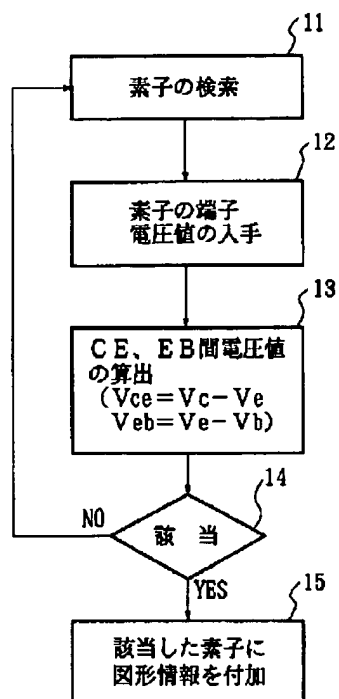 11
素子の検索
12
素子の端子
電圧値の入手
13
CE、EB間電圧値
の算出
(Vce=Vc-Ve
Veb=Ve-Vb)
14
NO
該 当
YES
15
該当した素子に
図形情報を付加